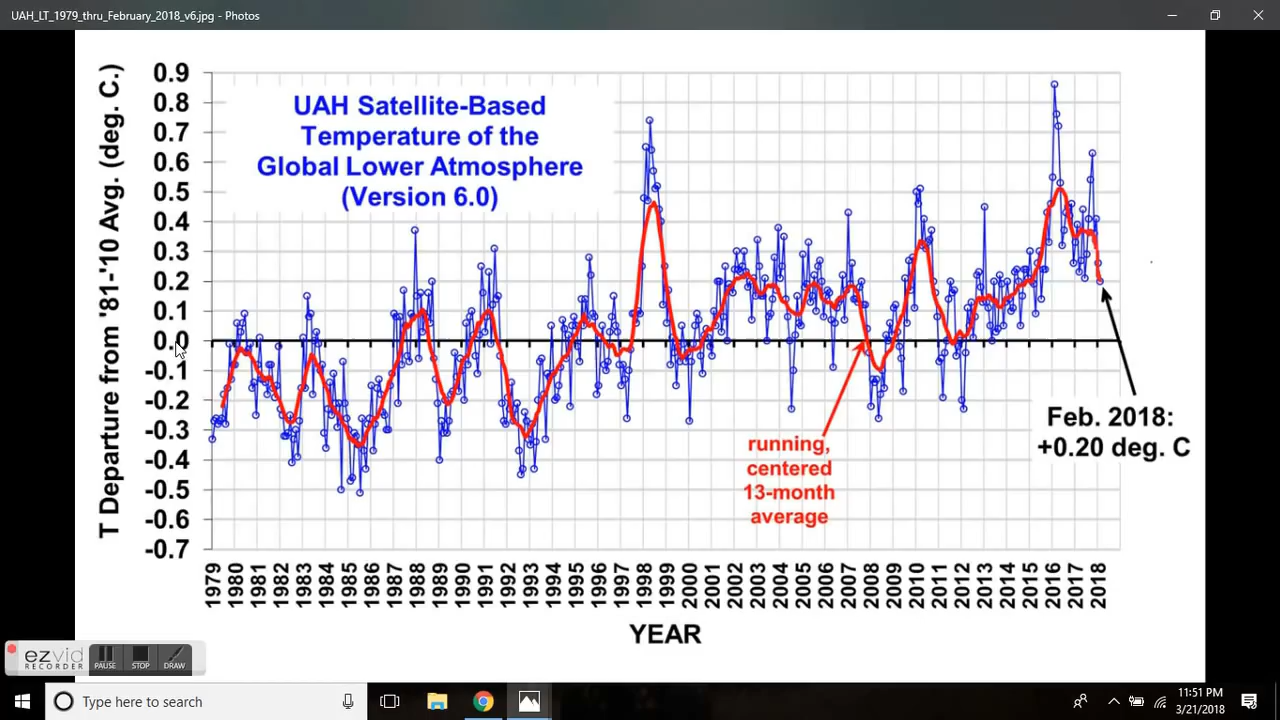 UAH_LT_1979_thru_February_2018_v6.jpg - Photos
T Departure from '81-'10 Avg. (deg. C.)
0.9
0.8
0.7
0.6
0.5
0.4
0.3
0.2
0.1
0.0
-0.1
-0.2
-0.3
-0.4
-0.5
-0.6
-0.7
UAH Satellite-Based
Temperature of the
Global Lower Atmosphere
(Version 6.0)
running,
centered
13-month
average
Feb. 2018:
+0.20 deg. C
1979
1980
1981
1982
1983
1984
1985
1986
1987
1988
1989
1990
1991
1992
1993
1994
1995
1996
1997
1998
1999
2000
2001
2002
2003
2004
2005
2006
2007
2008
2009
2010
2011
2012
2013
2014
2015
2016
2017
2018
YEAR
ezvid
RECORDER
PAUSE
STOP
DRAW
Type here to search
11:51 PM
3/21/2018